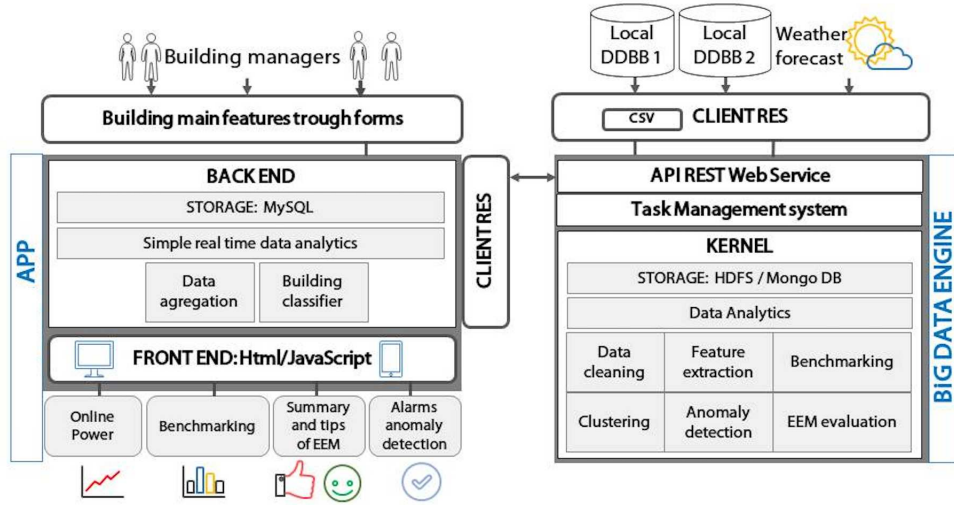 Building managers
Building main features trough forms
APP
BACK END
STORAGE: MySQL
Simple real time data analytics
Data
agregation
Building
classifier
FRONT END: Html/JavaScript
Online
Power
Benchmarking
Summary
and tips
of EEM
Alarms
anomaly
detection
CLIENT RES
Local
DDBB 1
Local
DDBB 2
Weather
forecast
CSV
CLIENT RES
API REST Web Service
Task Management system
KERNEL
STORAGE: HDFS / Mongo DB
Data Analytics
Data
cleaning
Feature
extraction
Benchmarking
Clustering
Anomaly
detection
EEM evaluation
BiG DATA ENGINE